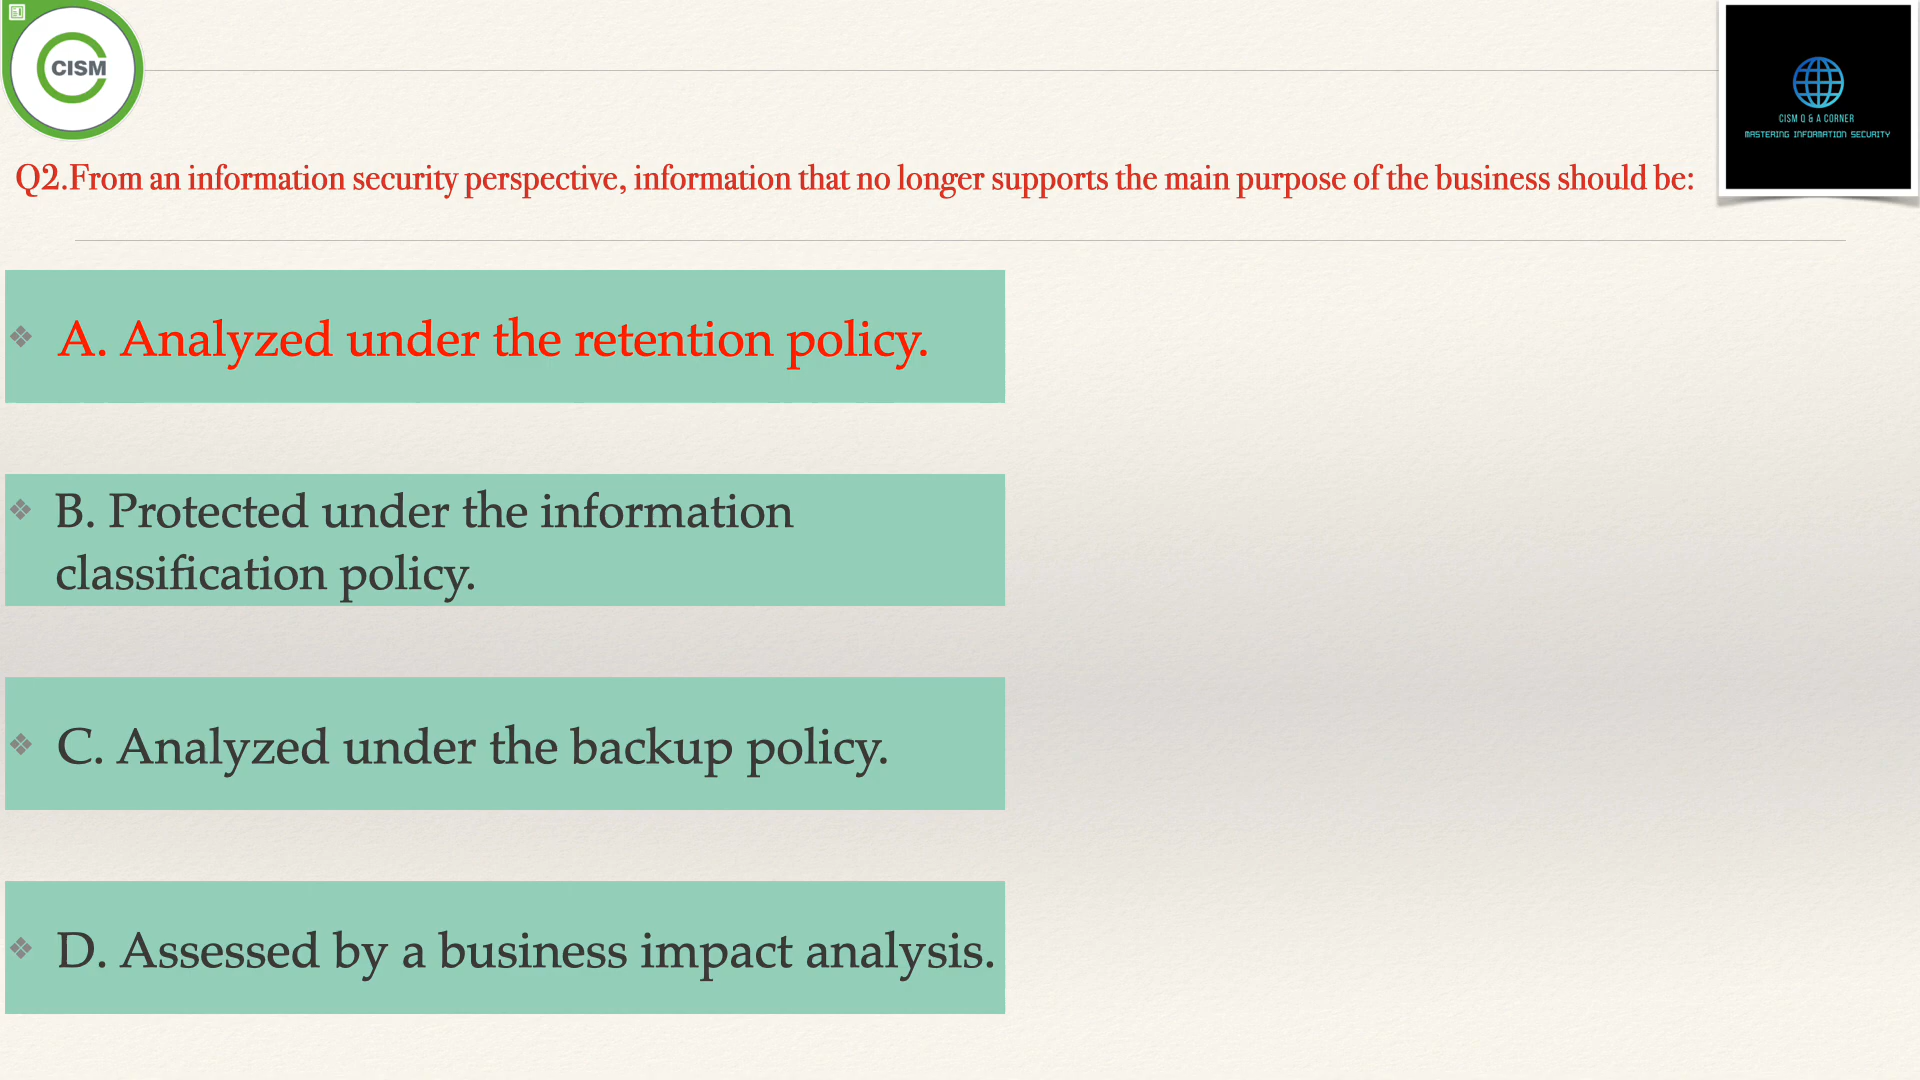 CISM
CISM Q & A CORNER
MASTERING INFORMATION SECURITY
Q2.From an information security perspective, information that no longer supports the main purpose of the business should be:
A. Analyzed under the retention policy.
B. Protected under the information
classification policy.
C. Analyzed under the backup policy.
D. Assessed by a business impact analysis.